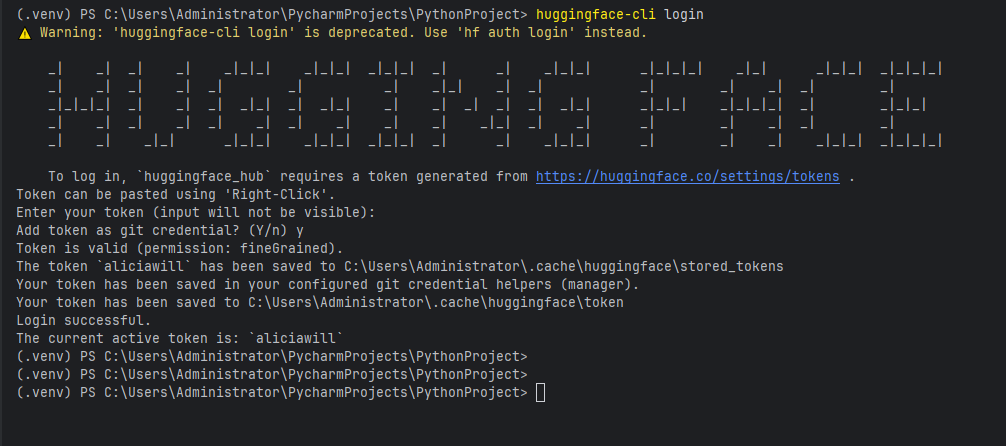 (.venv) PS C:\Users\Administrator\PycharmProjects\PythonProject> huggingface-cli login
⚠️ Warning: 'huggingface-cli login' is deprecated. Use 'hf auth login' instead.
HUGGING FACE
To log in, `huggingface_hub` requires a token generated from https://huggingface.co/settings/tokens .
Token can be pasted using 'Right-Click'.
Enter your token (input will not be visible):
Add token as git credential? (Y/n) y
Token is valid (permission: fineGrained).
The token `aliciawill` has been saved to C:\Users\Administrator\.cache\huggingface\stored_tokens
Your token has been saved in your configured git credential helpers (manager).
Your token has been saved to C:\Users\Administrator\.cache\huggingface\token
Login successful.
The current active token is: `aliciawill`
(.venv) PS C:\Users\Administrator\PycharmProjects\PythonProject>
(.venv) PS C:\Users\Administrator\PycharmProjects\PythonProject>
(.venv) PS C:\Users\Administrator\PycharmProjects\PythonProject>